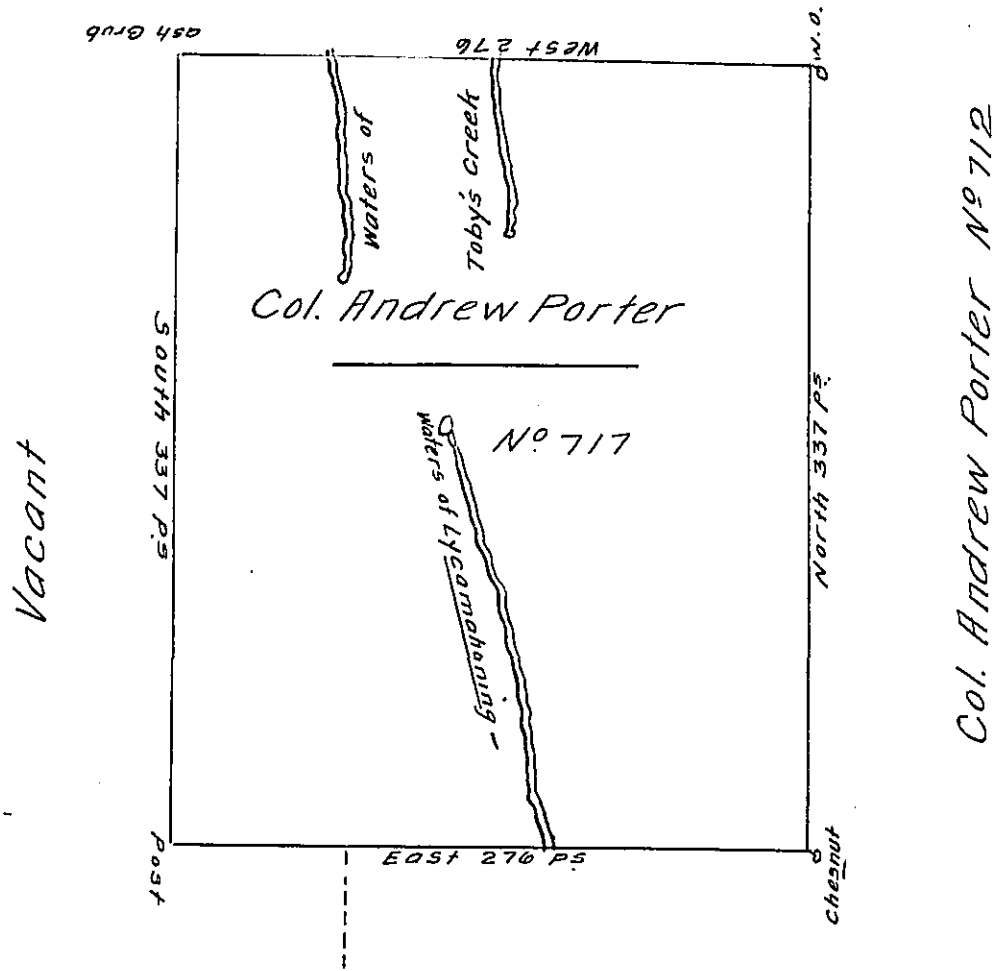 ash Grub
West 276
W.O.
Waters of
Toby's Creek
Col. Andrew Porter
No. 717
Waters of Lycamahaning -
South 337 Ps
North 337 Ps.
Vacant
Col. Andrew Porter No. 712
Post
East 276 Ps.
Chesnut